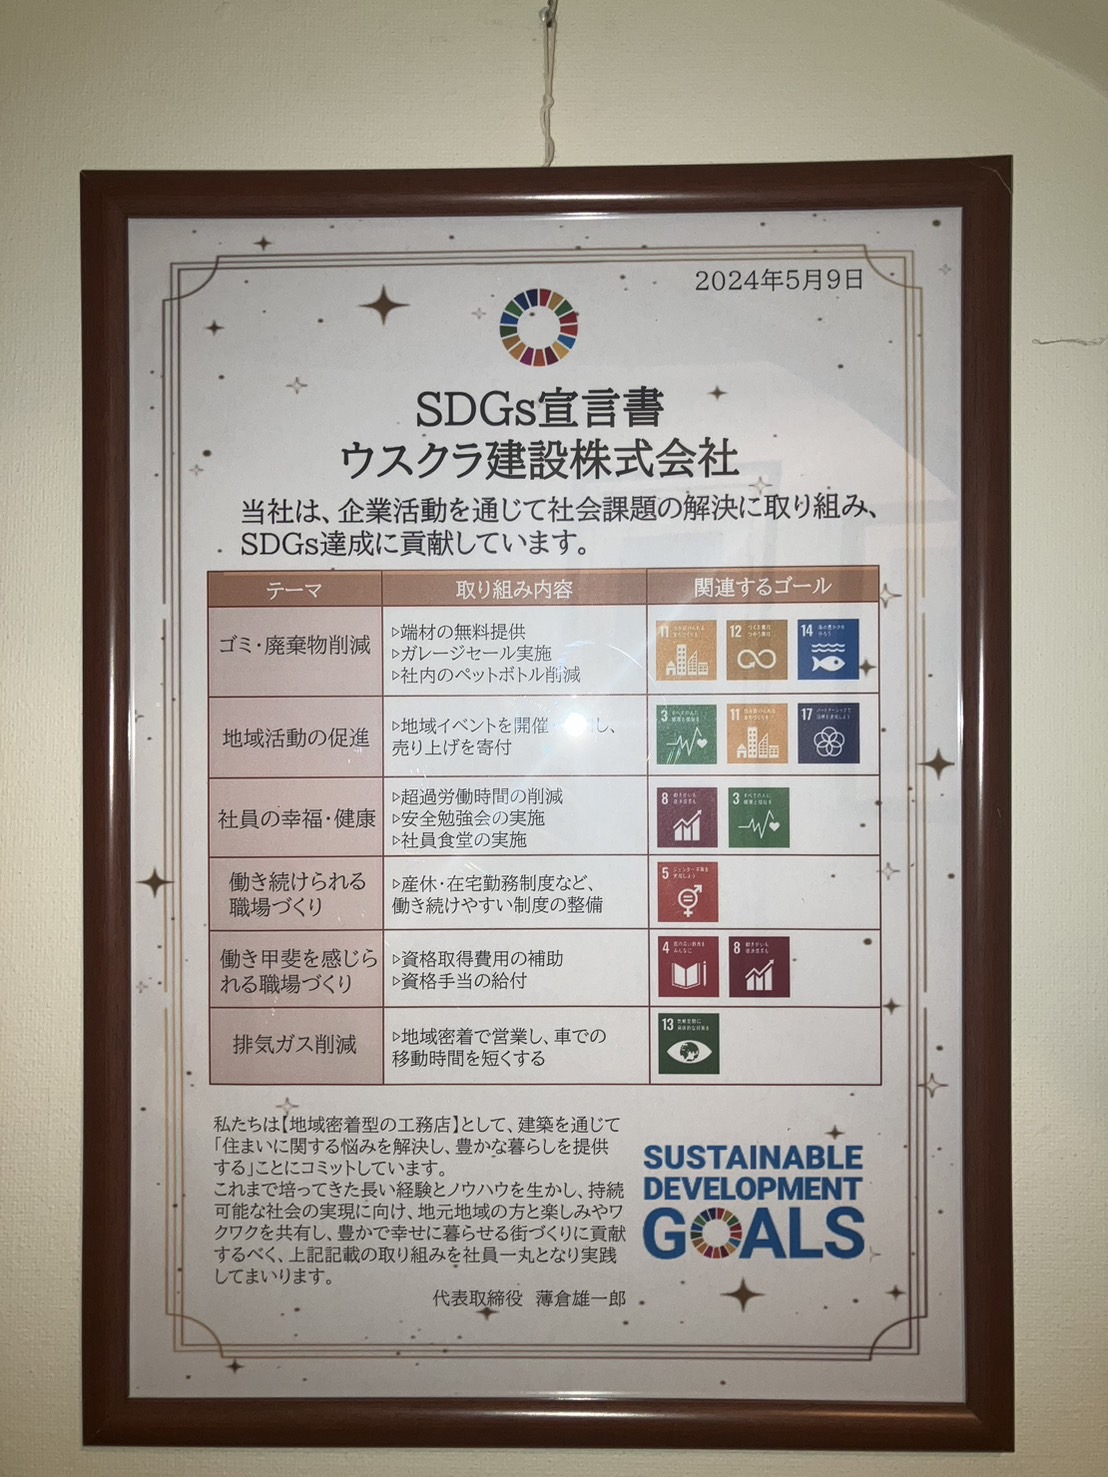 2024年5月9日
SDGs宣言書
ウスクラ建設株式会社
当社は、企業活動を通じて社会課題の解決に取り組み、
SDGs達成に貢献しています。
テーマ 取り組み内容 関連するゴール
ゴミ・廃棄物削減
▷端材の無料提供
▷ガレージセール実施
▷社内のペットボトル削減
11 12 14
地域活動の促進
▷地域イベントを開催 し、
売り上げを寄付
3 11 17
社員の幸福・健康
▷超過労働時間の削減
▷安全勉強会の実施
▷社員食堂の実施
8 3
働き続けられる
職場づくり
▷産休・在宅勤務制度など、
働き続けやすい制度の整備
5
働き甲斐を感じら
れる職場づくり
▷資格取得費用の補助
▷資格手当の給付
4 8
排気ガス削減
▷地域密着で営業し、車での
移動時間を短くする
13
私たちは【地域密着型の工務店】として、建築を通じて
「住まいに関する悩みを解決し、豊かな暮らしを提供
する」ことにコミットしています。
これまで培ってきた長い経験とノウハウを生かし、持続
可能な社会の実現に向け、地元地域の方と楽しみやワ
クワクを共有し、豊かで幸せに暮らせる街づくりに貢献
するべく、上記記載の取り組みを社員一丸となり実践
してまいります。
代表取締役 薄倉雄一郎
SUSTAINABLE
DEVELOPMENT
GOALS